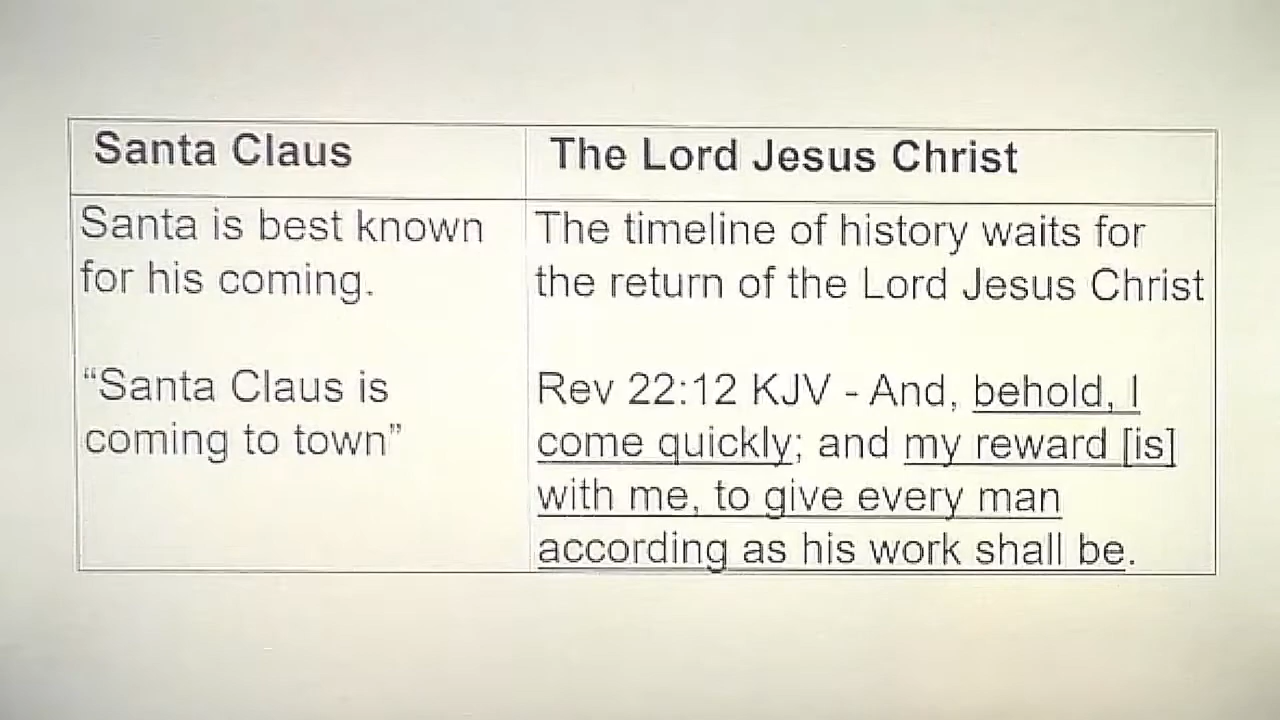 Santa Claus
The Lord Jesus Christ
Santa is best known
for his coming.
“Santa Claus is
coming to town”
The timeline of history waits for
the return of the Lord Jesus Christ
Rev 22:12 KJV - And, behold, I
come quickly; and my reward [is]
with me, to give every man
according as his work shall be.